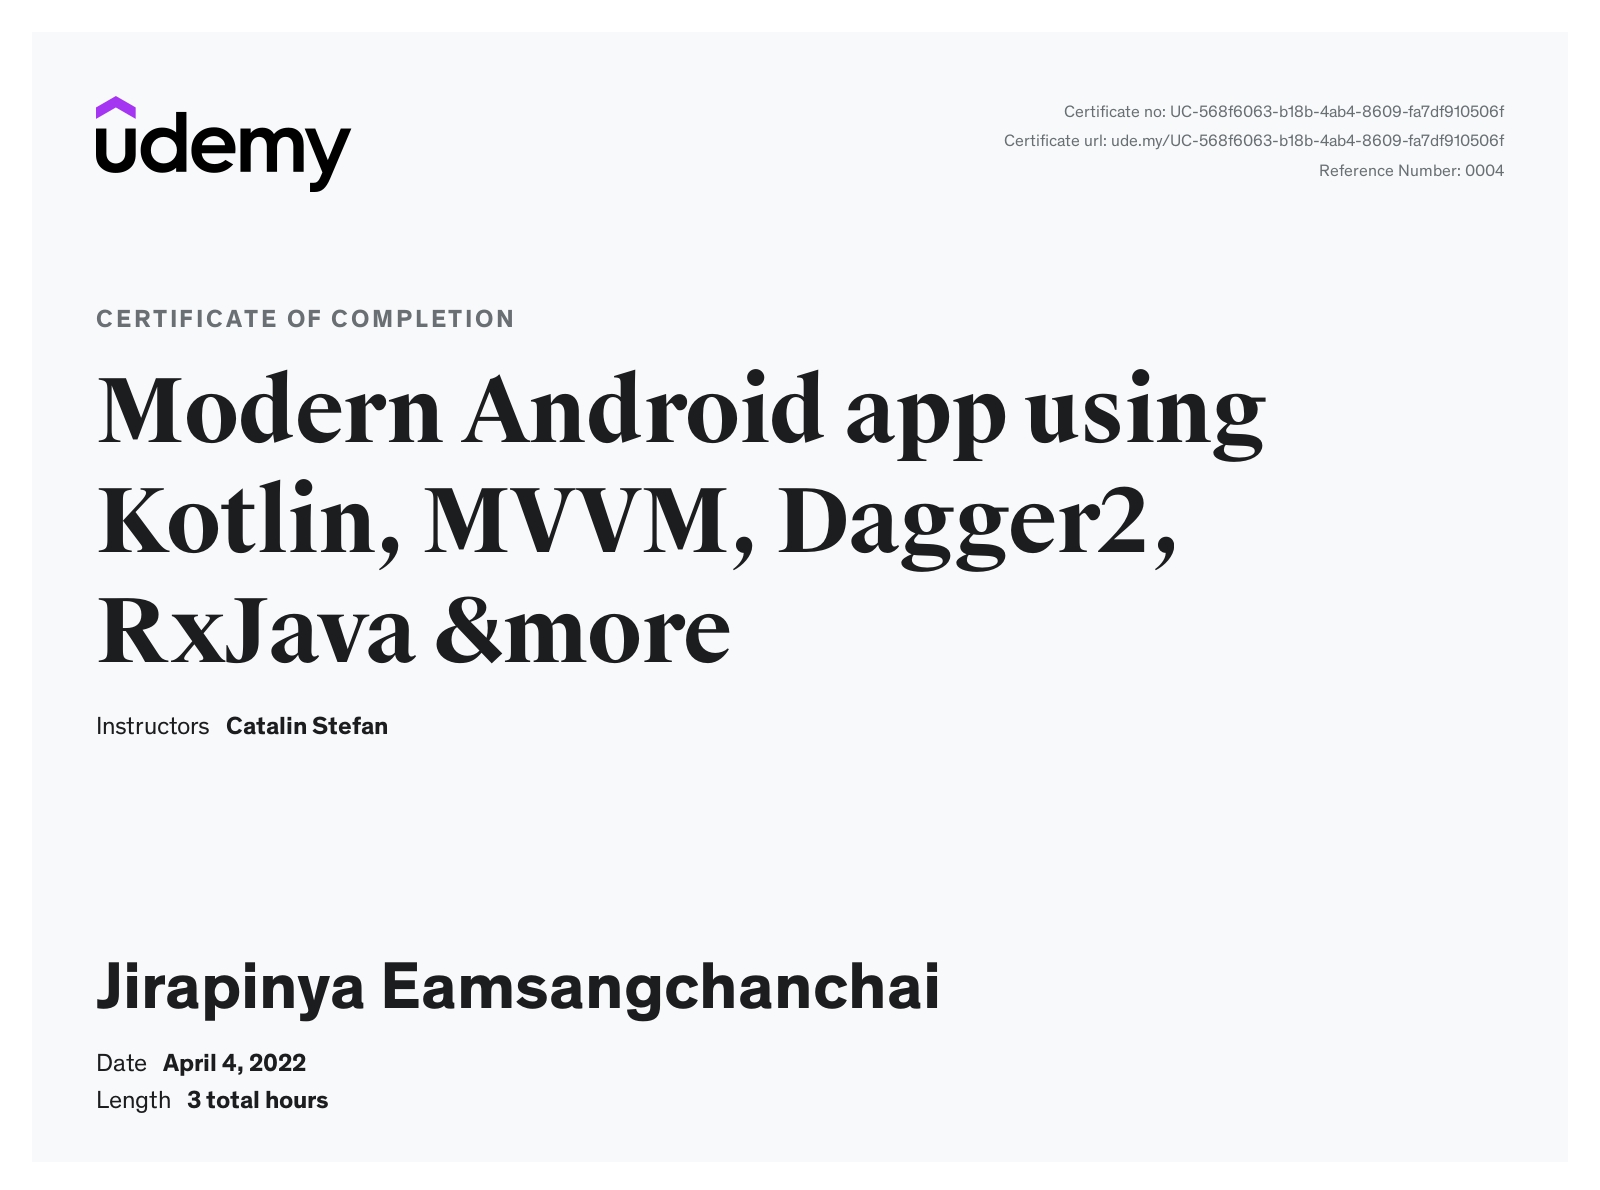 udemy
Certificate no: UC-568f6063-b18b-4ab4-8609-fa7df910506f
Certificate url: ude.my/UC-568f6063-b18b-4ab4-8609-fa7df910506f
Reference Number: 0004
CERTIFICATE OF COMPLETION
Modern Android app using
Kotlin, MVVM, Dagger2,
RxJava &more
Instructors Catalin Stefan
Jirapinya Eamsangchanchai
Date April 4, 2022
Length 3 total hours